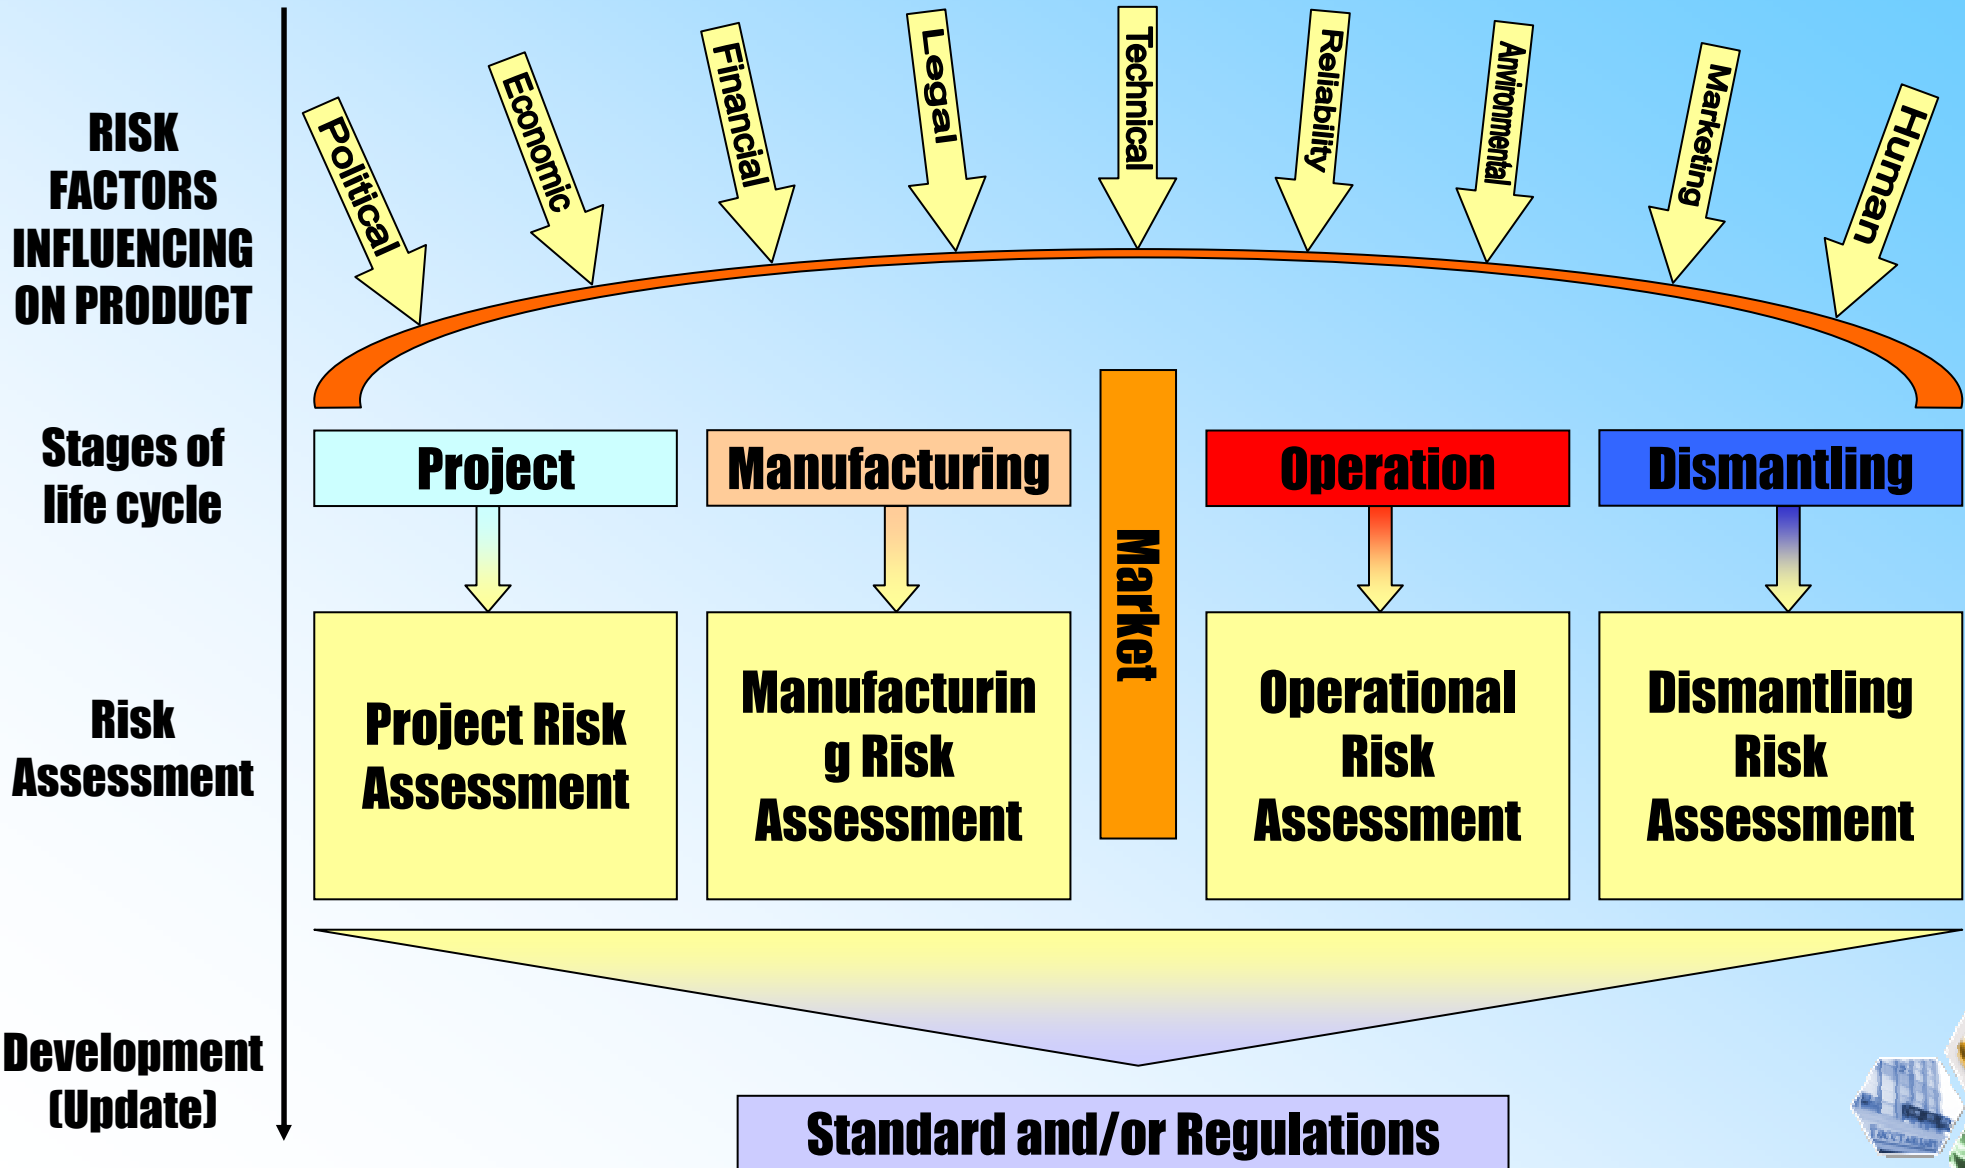 RISK
FACTORS
INFLUENCING
ON PRODUCT
Political
Economic
Financial
Legal
Technical
Reliability
Anvironmental
Marketing
Human
Stages of
life cycle
Project
Manufacturing
Market
Operation
Dismantling
Risk
Assessment
Project Risk
Assessment
Manufacturin
g Risk
Assessment
Operational
Risk
Assessment
Dismantling
Risk
Assessment
Development
(Update)
Standard and/or Regulations